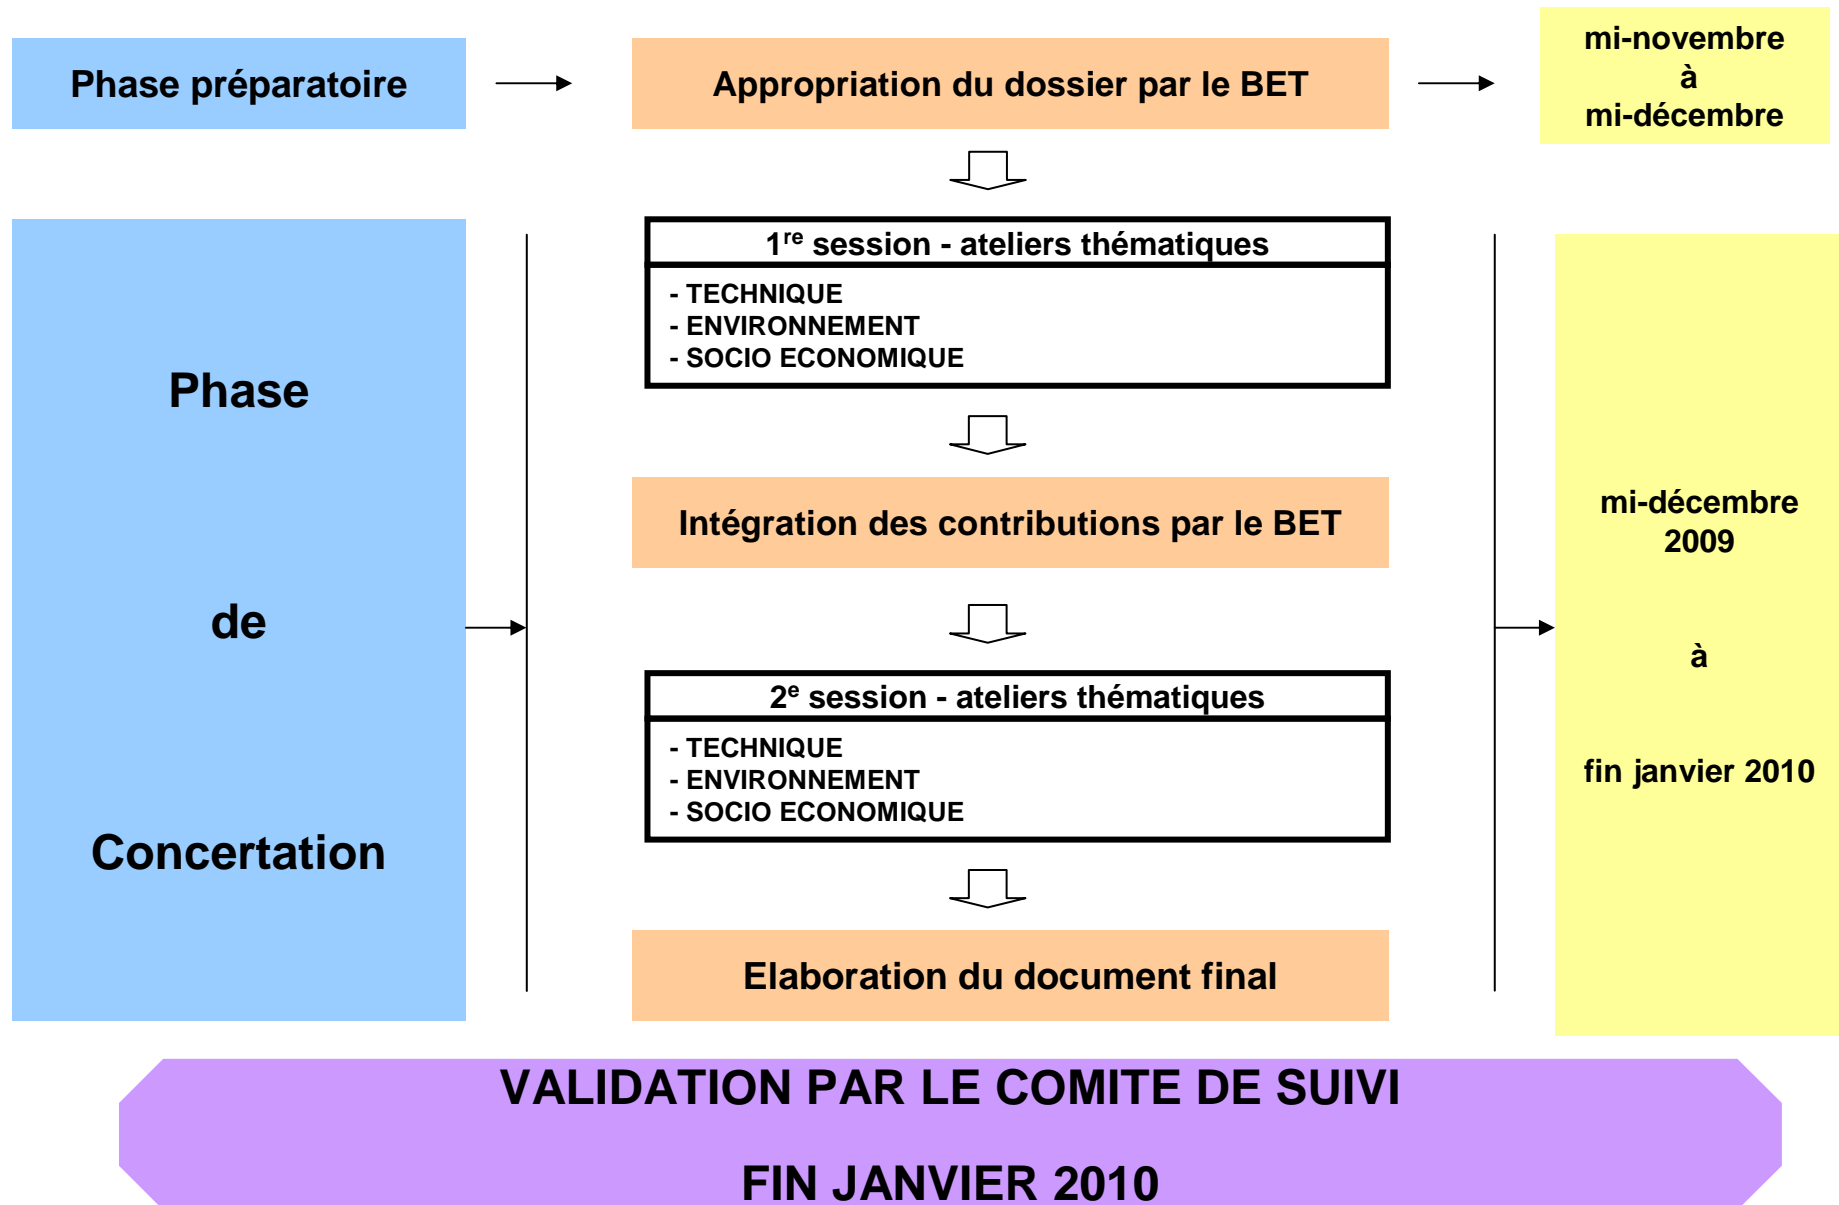 Phase préparatoire
Appropriation du dossier par le BET
mi-novembre
à
mi-décembre
Phase
de
Concertation
1re session - ateliers thématiques
- TECHNIQUE
- ENVIRONNEMENT
- SOCIO ECONOMIQUE
Intégration des contributions par le BET
2e session - ateliers thématiques
- TECHNIQUE
- ENVIRONNEMENT
- SOCIO ECONOMIQUE
Elaboration du document final
mi-décembre
2009
à
fin janvier 2010
VALIDATION PAR LE COMITE DE SUIVI
FIN JANVIER 2010